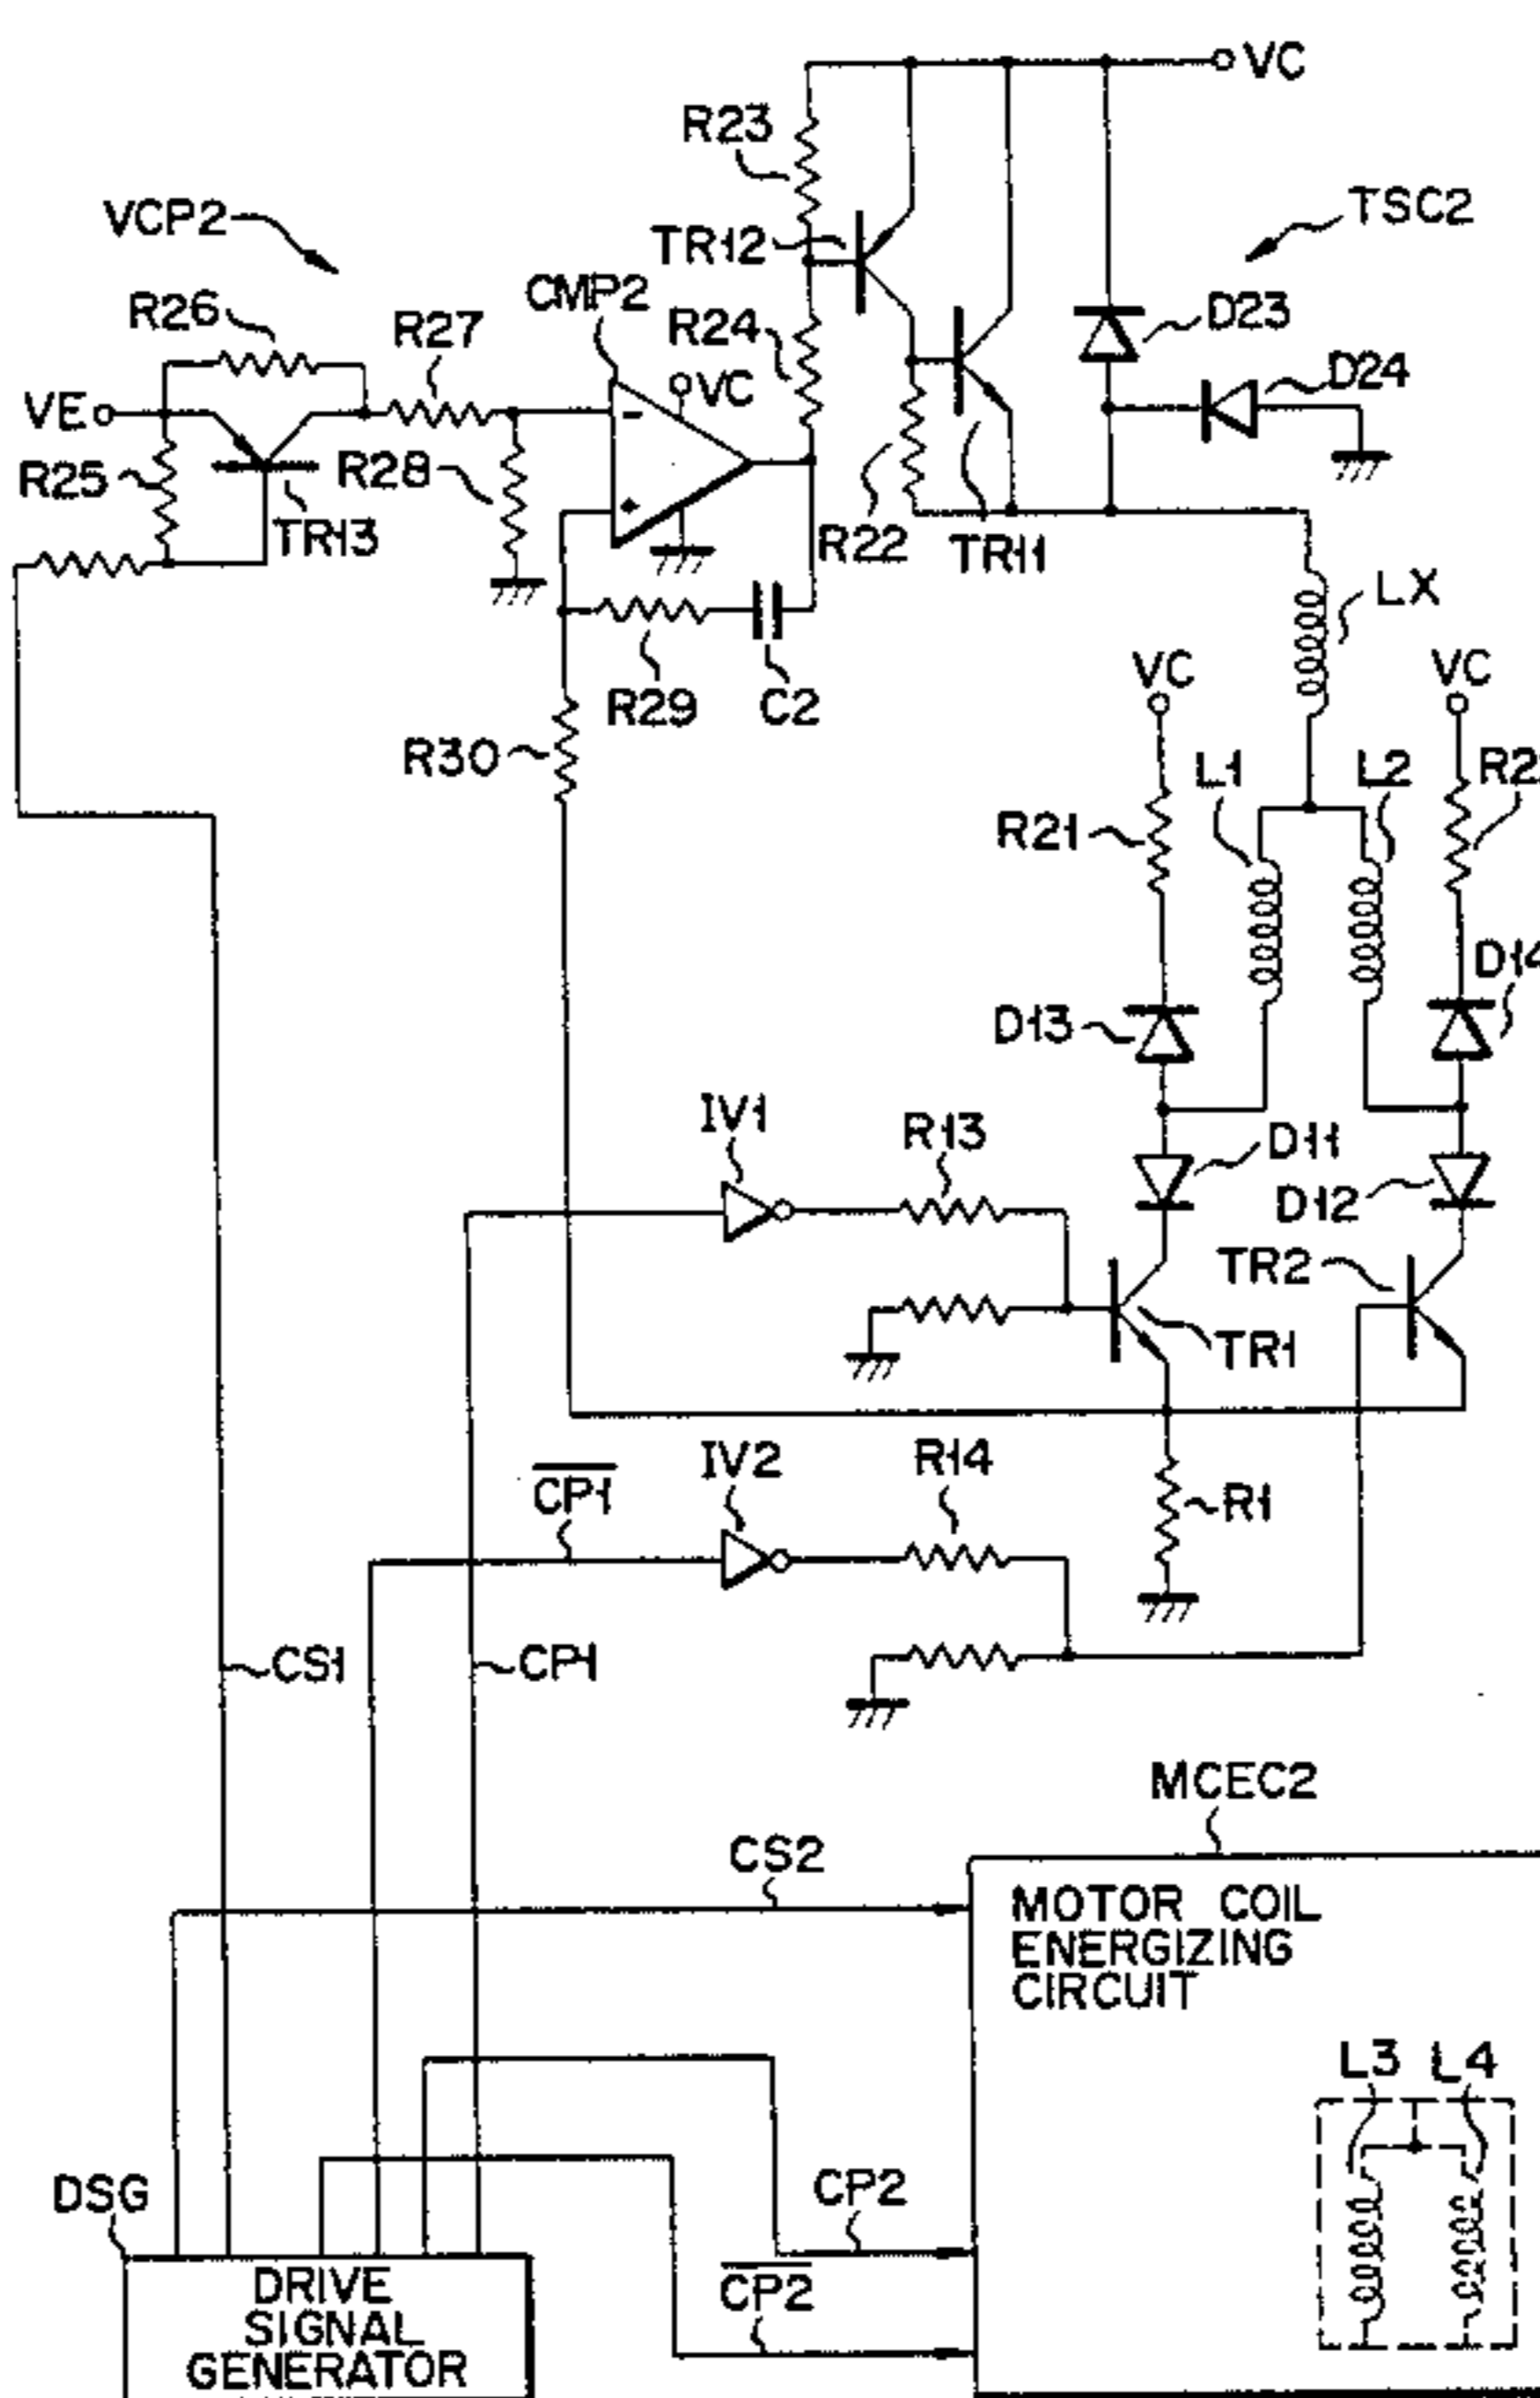 VC
R23
VCP2
TSC2
TR12
CMP2
R26
R27
R24
D23
VC
D24
VE
-
R25
R28
+
TR13
R22
TR11
LX
VC
VC
R29
C2
R30
L1
L2
R21
D13
IV1
R13
D11
D12
TR2
TR1
IV2
R14
CP1
R1
CS1
CP1
MCEC2
CS2
MOTOR COIL
ENERGIZING
CIRCUIT
L3 L4
DSG
CP2
CP2
DRIVE
SIGNAL
GENERATOR